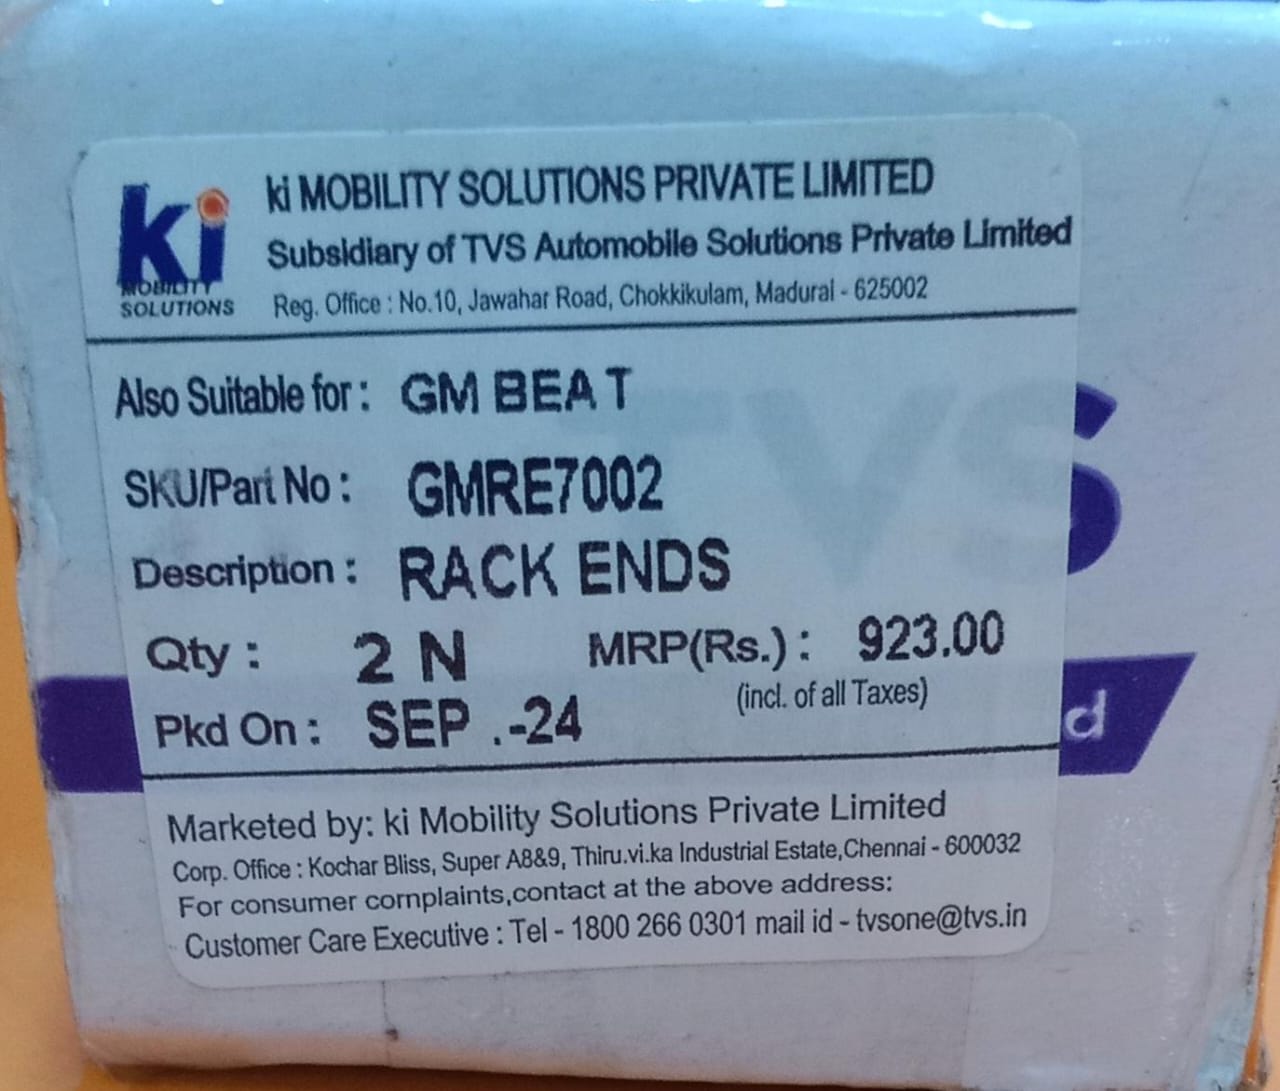 ki
MOBILITY
SOLUTIONS
ki MOBILITY SOLUTIONS PRIVATE LIMITED
Subsidiary of TVS Automobile Solutions Private Limited
Reg. Office : No.10, Jawahar Road, Chokkikulam, Madurai - 625002
Also Suitable for : GM BEAT
SKU/Part No : GMRE7002
Description : RACK ENDS
Qty : 2 N MRP(Rs.) : 923.00
(incl. of all Taxes)
Pkd On : SEP .-24
Marketed by: ki Mobility Solutions Private Limited
Corp. Office : Kochar Bliss, Super A8&9, Thiru.vi.ka Industrial Estate,Chennai - 600032
For consumer complaints,contact at the above address:
Customer Care Executive : Tel - 1800 266 0301 mail id - tvsone@tvs.in
TVS
d